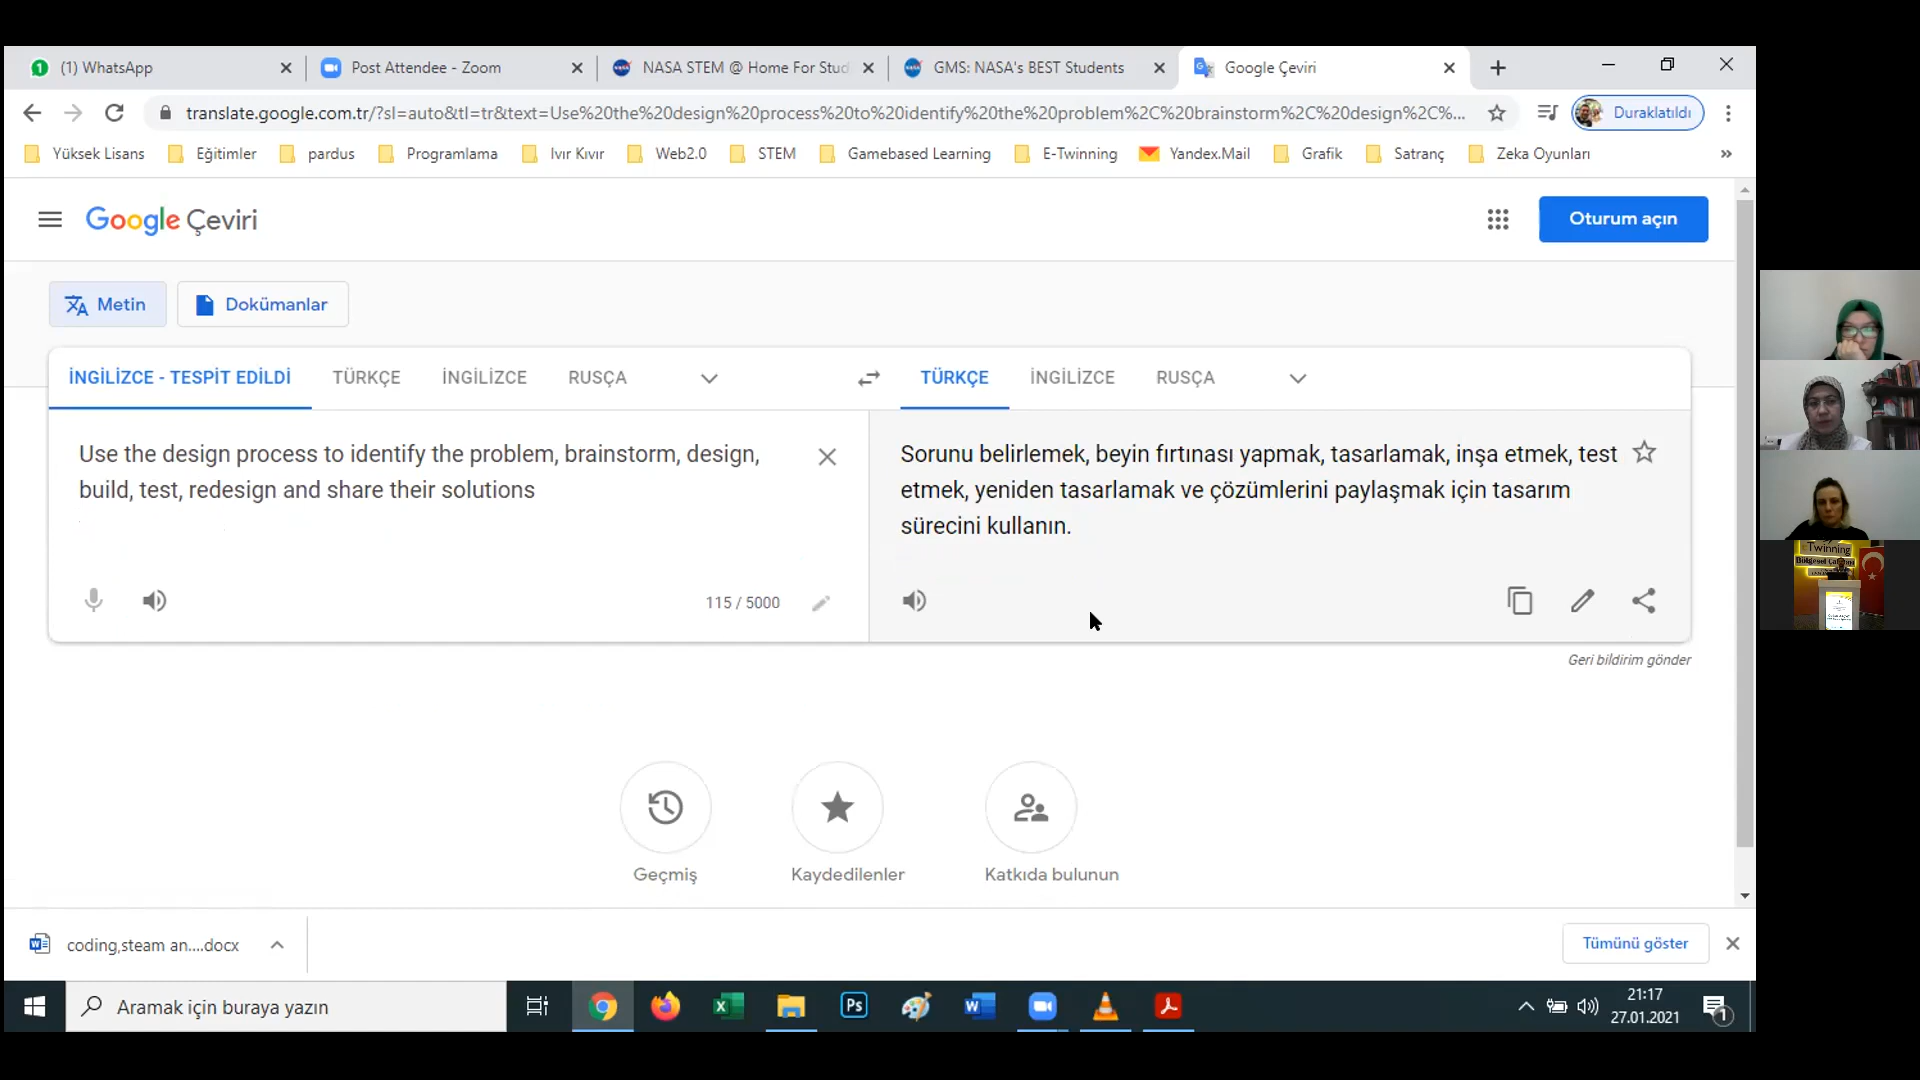 (1) WhatsApp
Post Attendee - Zoom
NASA STEM @ Home For Stud
GMS: NASA's BEST Students
Google Çeviri
translate.google.com.tr/?sl=auto&tl=tr&text=Use%20the%20design%20process%20to%20identify%20the%20problem%2C%20brainstorm%2C%20design%2C%...
Duraklatıldı
Yüksek Lisans
Eğitimler
pardus
Programlama
Ivır Kıvır
Web2.0
STEM
Gamebased Learning
E-Twinning
Yandex.Mail
Grafik
Satranç
Zeka Oyunları
»
Google Çeviri
Oturum açın
Metin
Dokümanlar
İNGİLİZCE - TESPİT EDİLDİ
TÜRKÇE
İNGİLİZCE
RUSÇA
TÜRKÇE
İNGİLİZCE
RUSÇA
Use the design process to identify the problem, brainstorm, design,
build, test, redesign and share their solutions
115 / 5000
Sorunu belirlemek, beyin fırtınası yapmak, tasarlamak, inşa etmek, test
etmek, yeniden tasarlamak ve çözümlerini paylaşmak için tasarım
sürecini kullanın.
Geri bildirim gönder
Geçmiş
Kaydedilenler
Katkıda bulunun
coding,steam an....docx
Tümünü göster
Aramak için buraya yazın
21:17
27.01.2021
1
Twinning